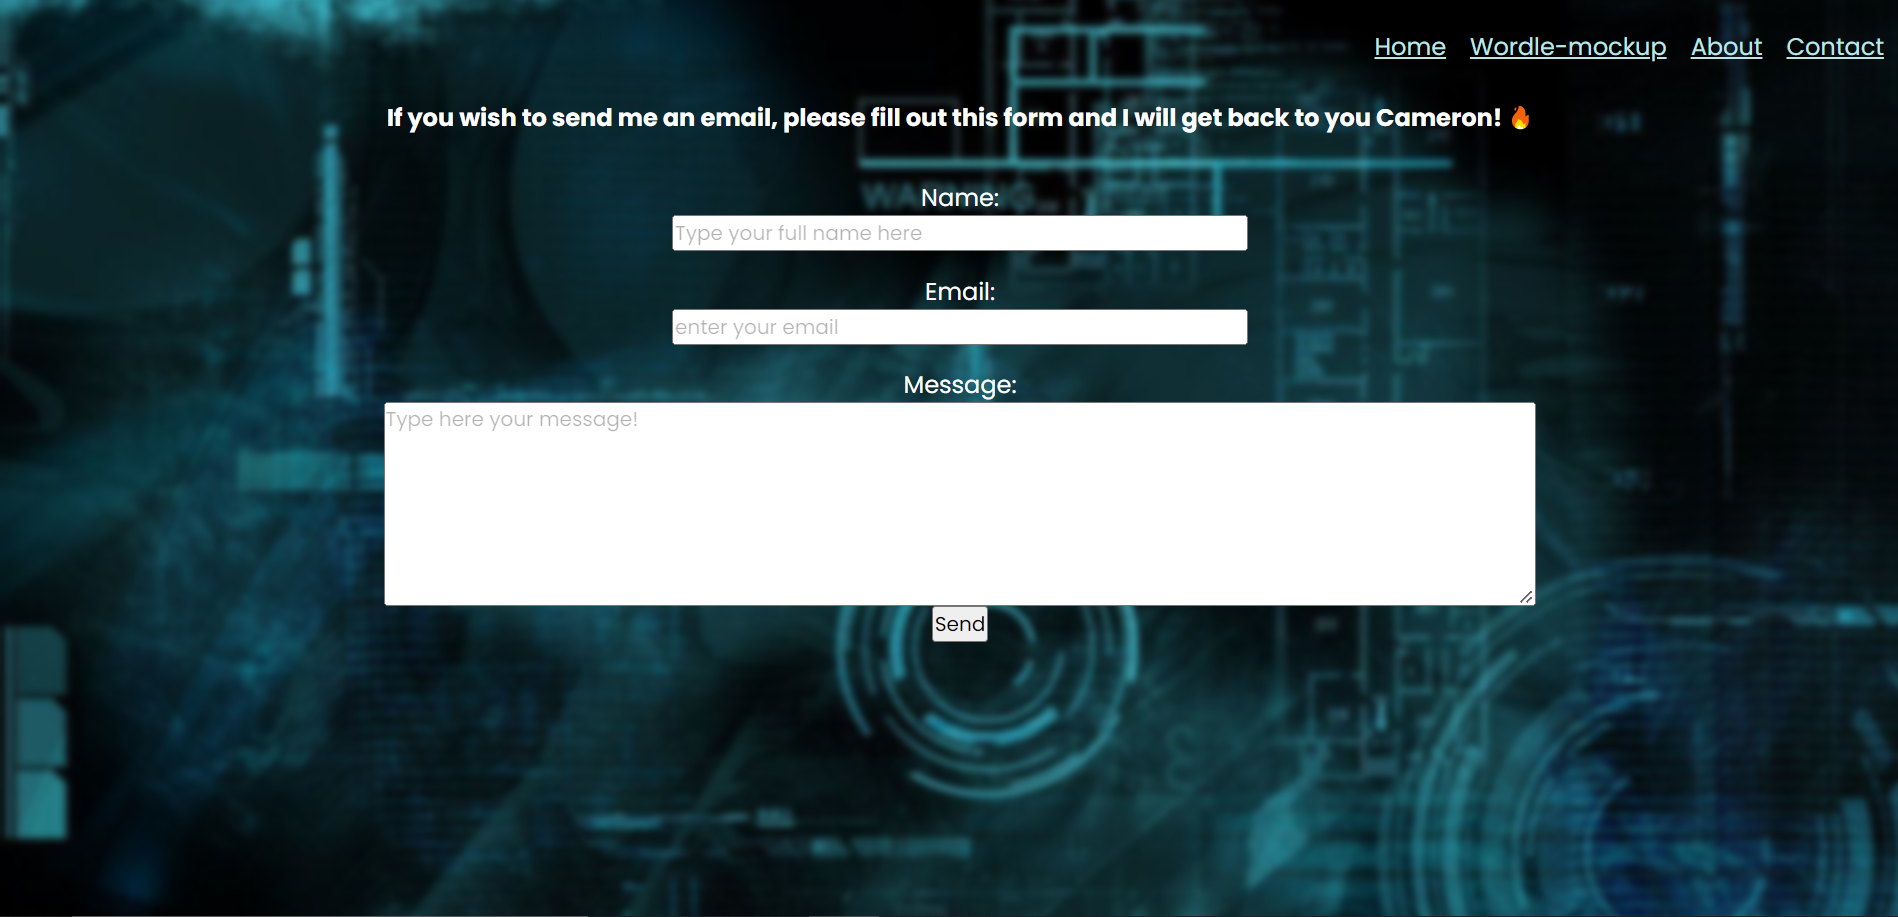 Home Wordle-mockup About Contact
If you wish to send me an email, please fill out this form and I will get back to you Cameron! 🔥
WARNING
Name:
Type your full name here
Email:
enter your email
Message:
Type here your message!
Send